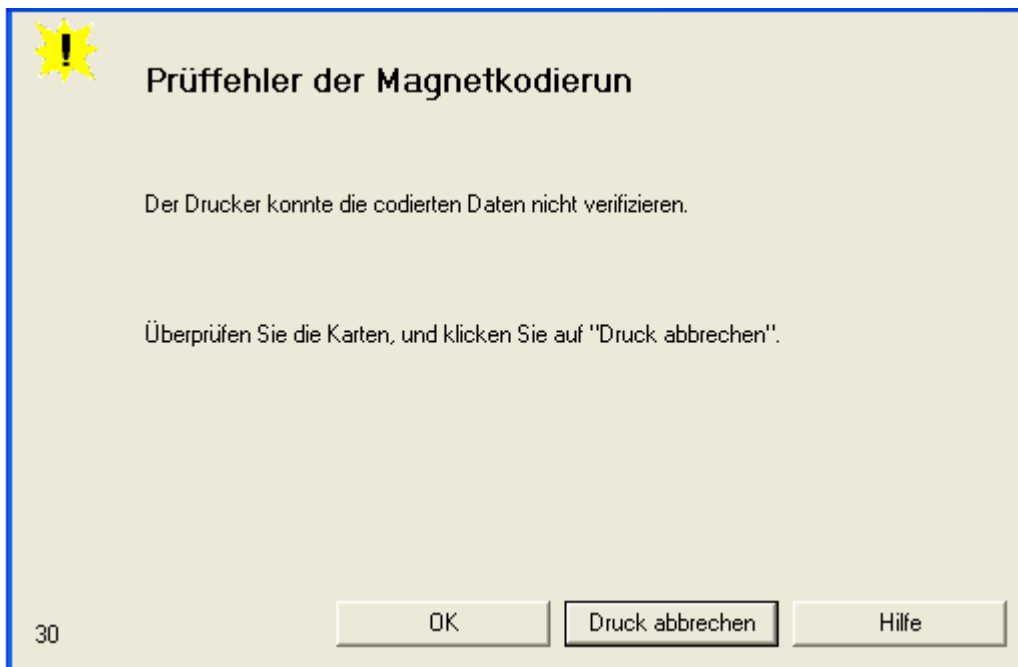 !
Prüffehler der Magnetkodierun
Der Drucker konnte die codierten Daten nicht verifizieren.
Überprüfen Sie die Karten, und klicken Sie auf "Druck abbrechen".
30
OK
Druck abbrechen
Hilfe